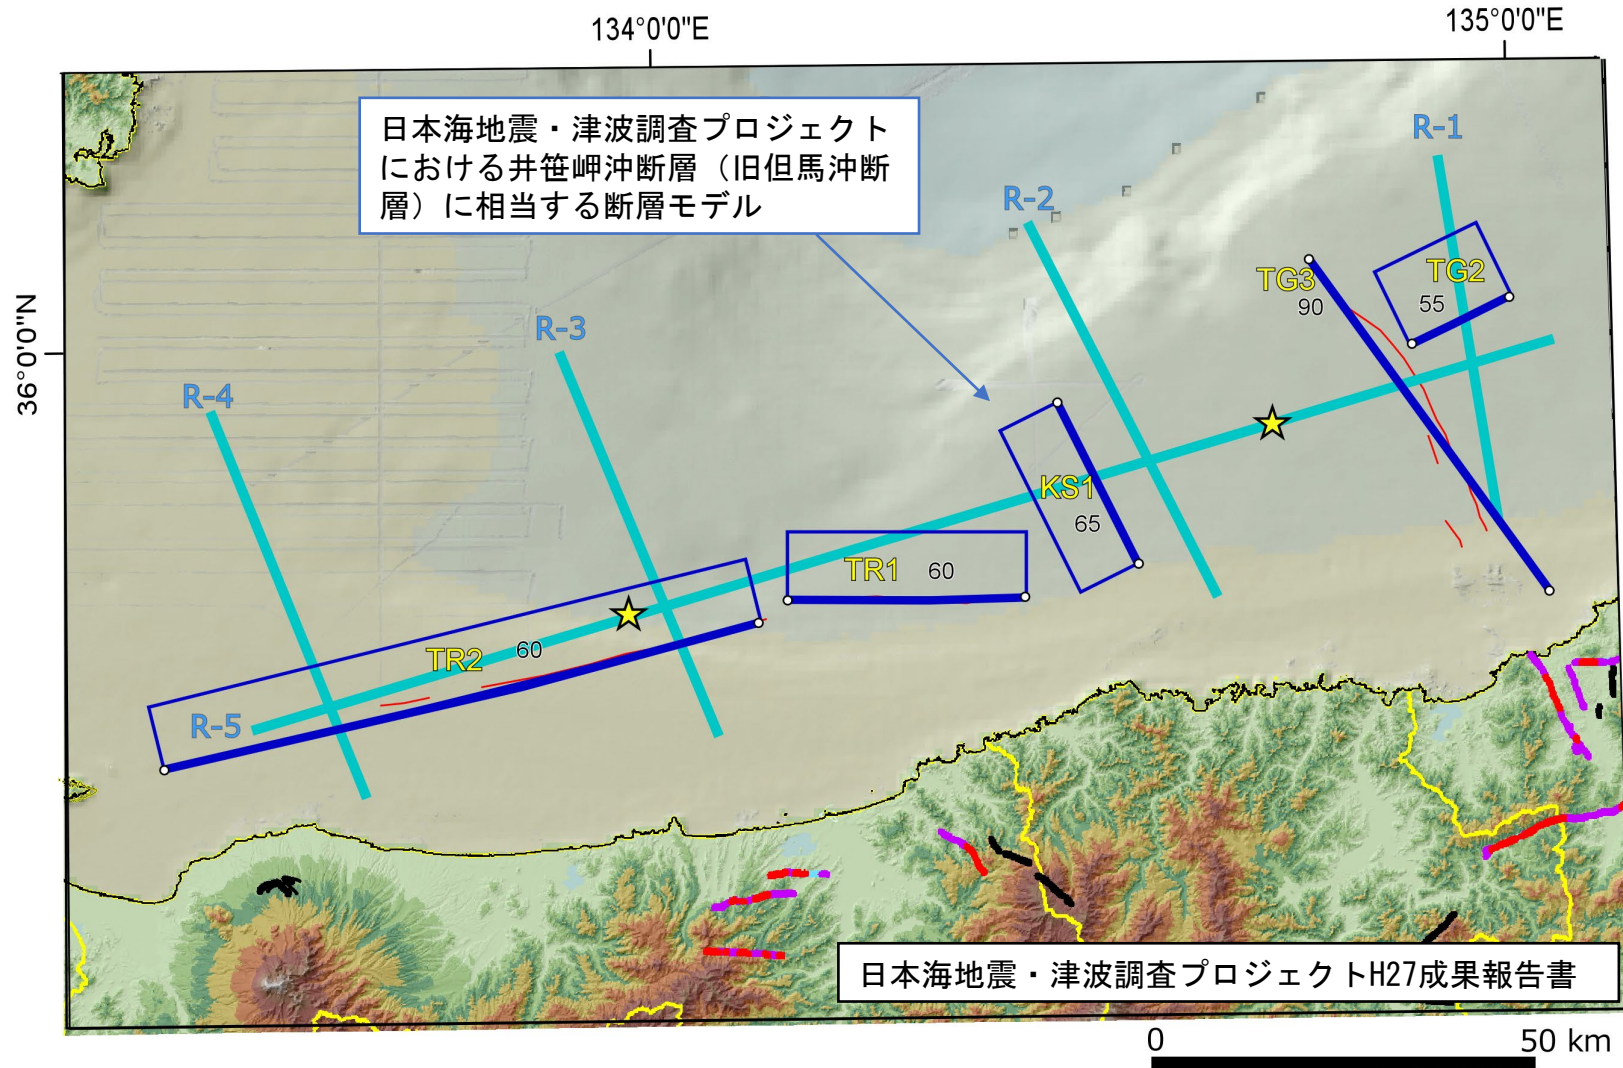 134°0'0"E
135°0'0"E
日本海地震・津波調査プロジェクト
における井笹岬沖断層（旧但馬沖断
層）に相当する断層モデル
R-1
R-2
TG3
TG2
90
55
36°0'0"N
R-3
R-4
KS1
65
TR1 60
TR2 60
R-5
日本海地震・津波調査プロジェクトH27成果報告書
0 50 km